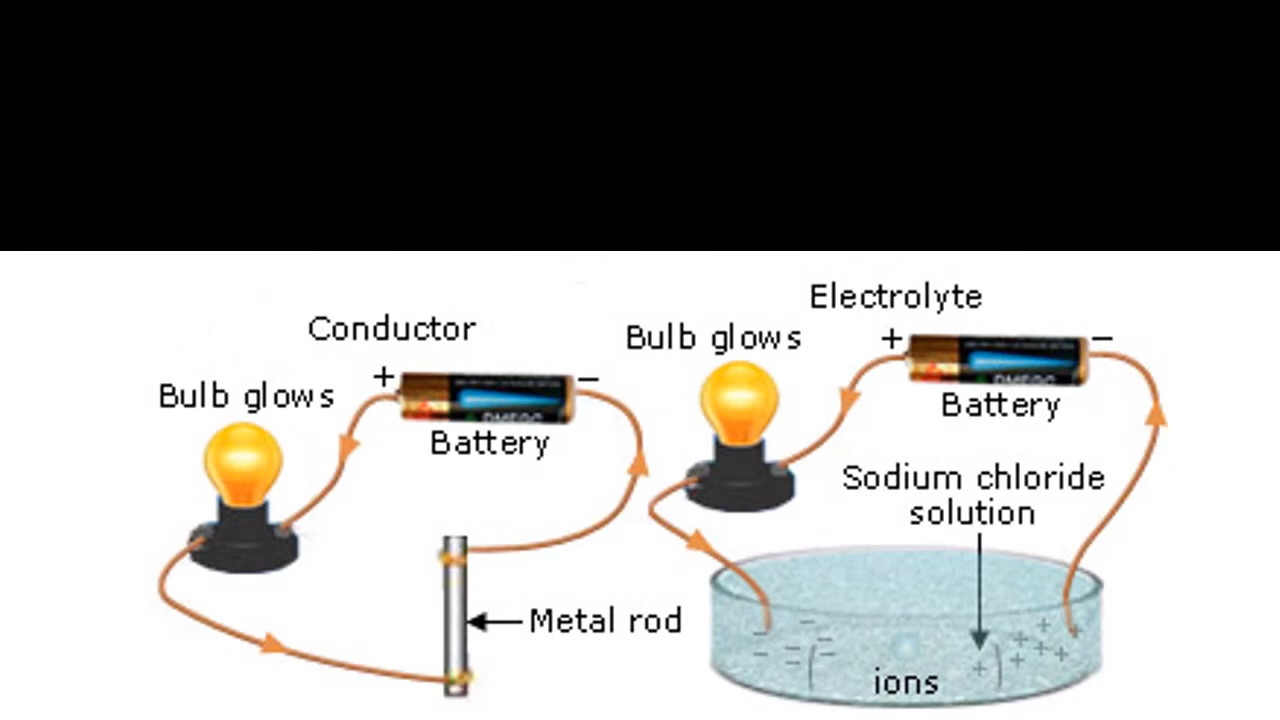 Conductor
Bulb glows
+
−
Battery
Metal rod
Electrolyte
Bulb glows
+
−
Battery
Sodium chloride
solution
ions